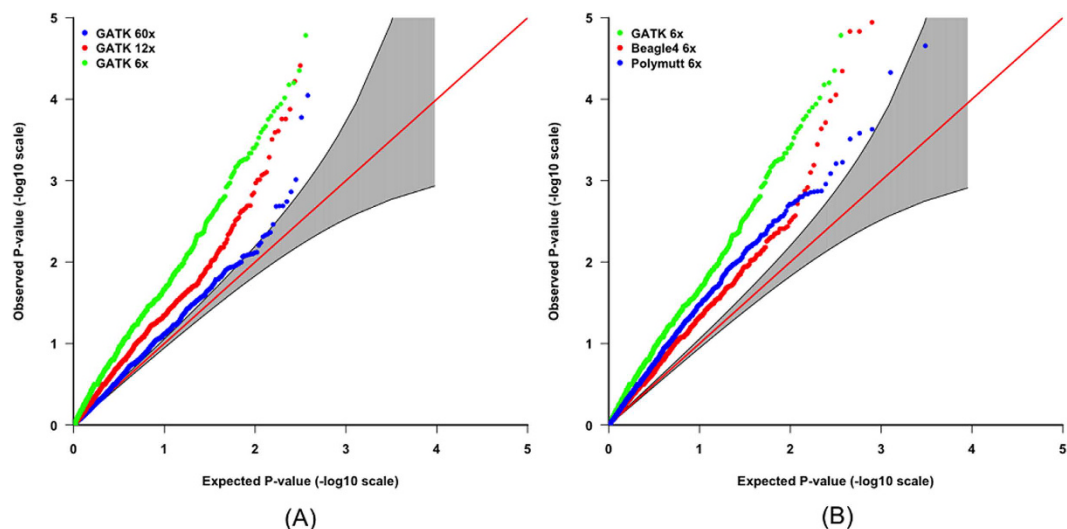 5
4
3
2
1
0
Observed P-value (-log10 scale)
GATK 60x
GATK 12x
GATK 6x
0 1 2 3 4 5
Expected P-value (-log10 scale)
(A)
5
4
3
2
1
0
Observed P-value (-log10 scale)
GATK 6x
Beagle4 6x
Polymutt 6x
0 1 2 3 4 5
Expected P-value (-log10 scale)
(B)